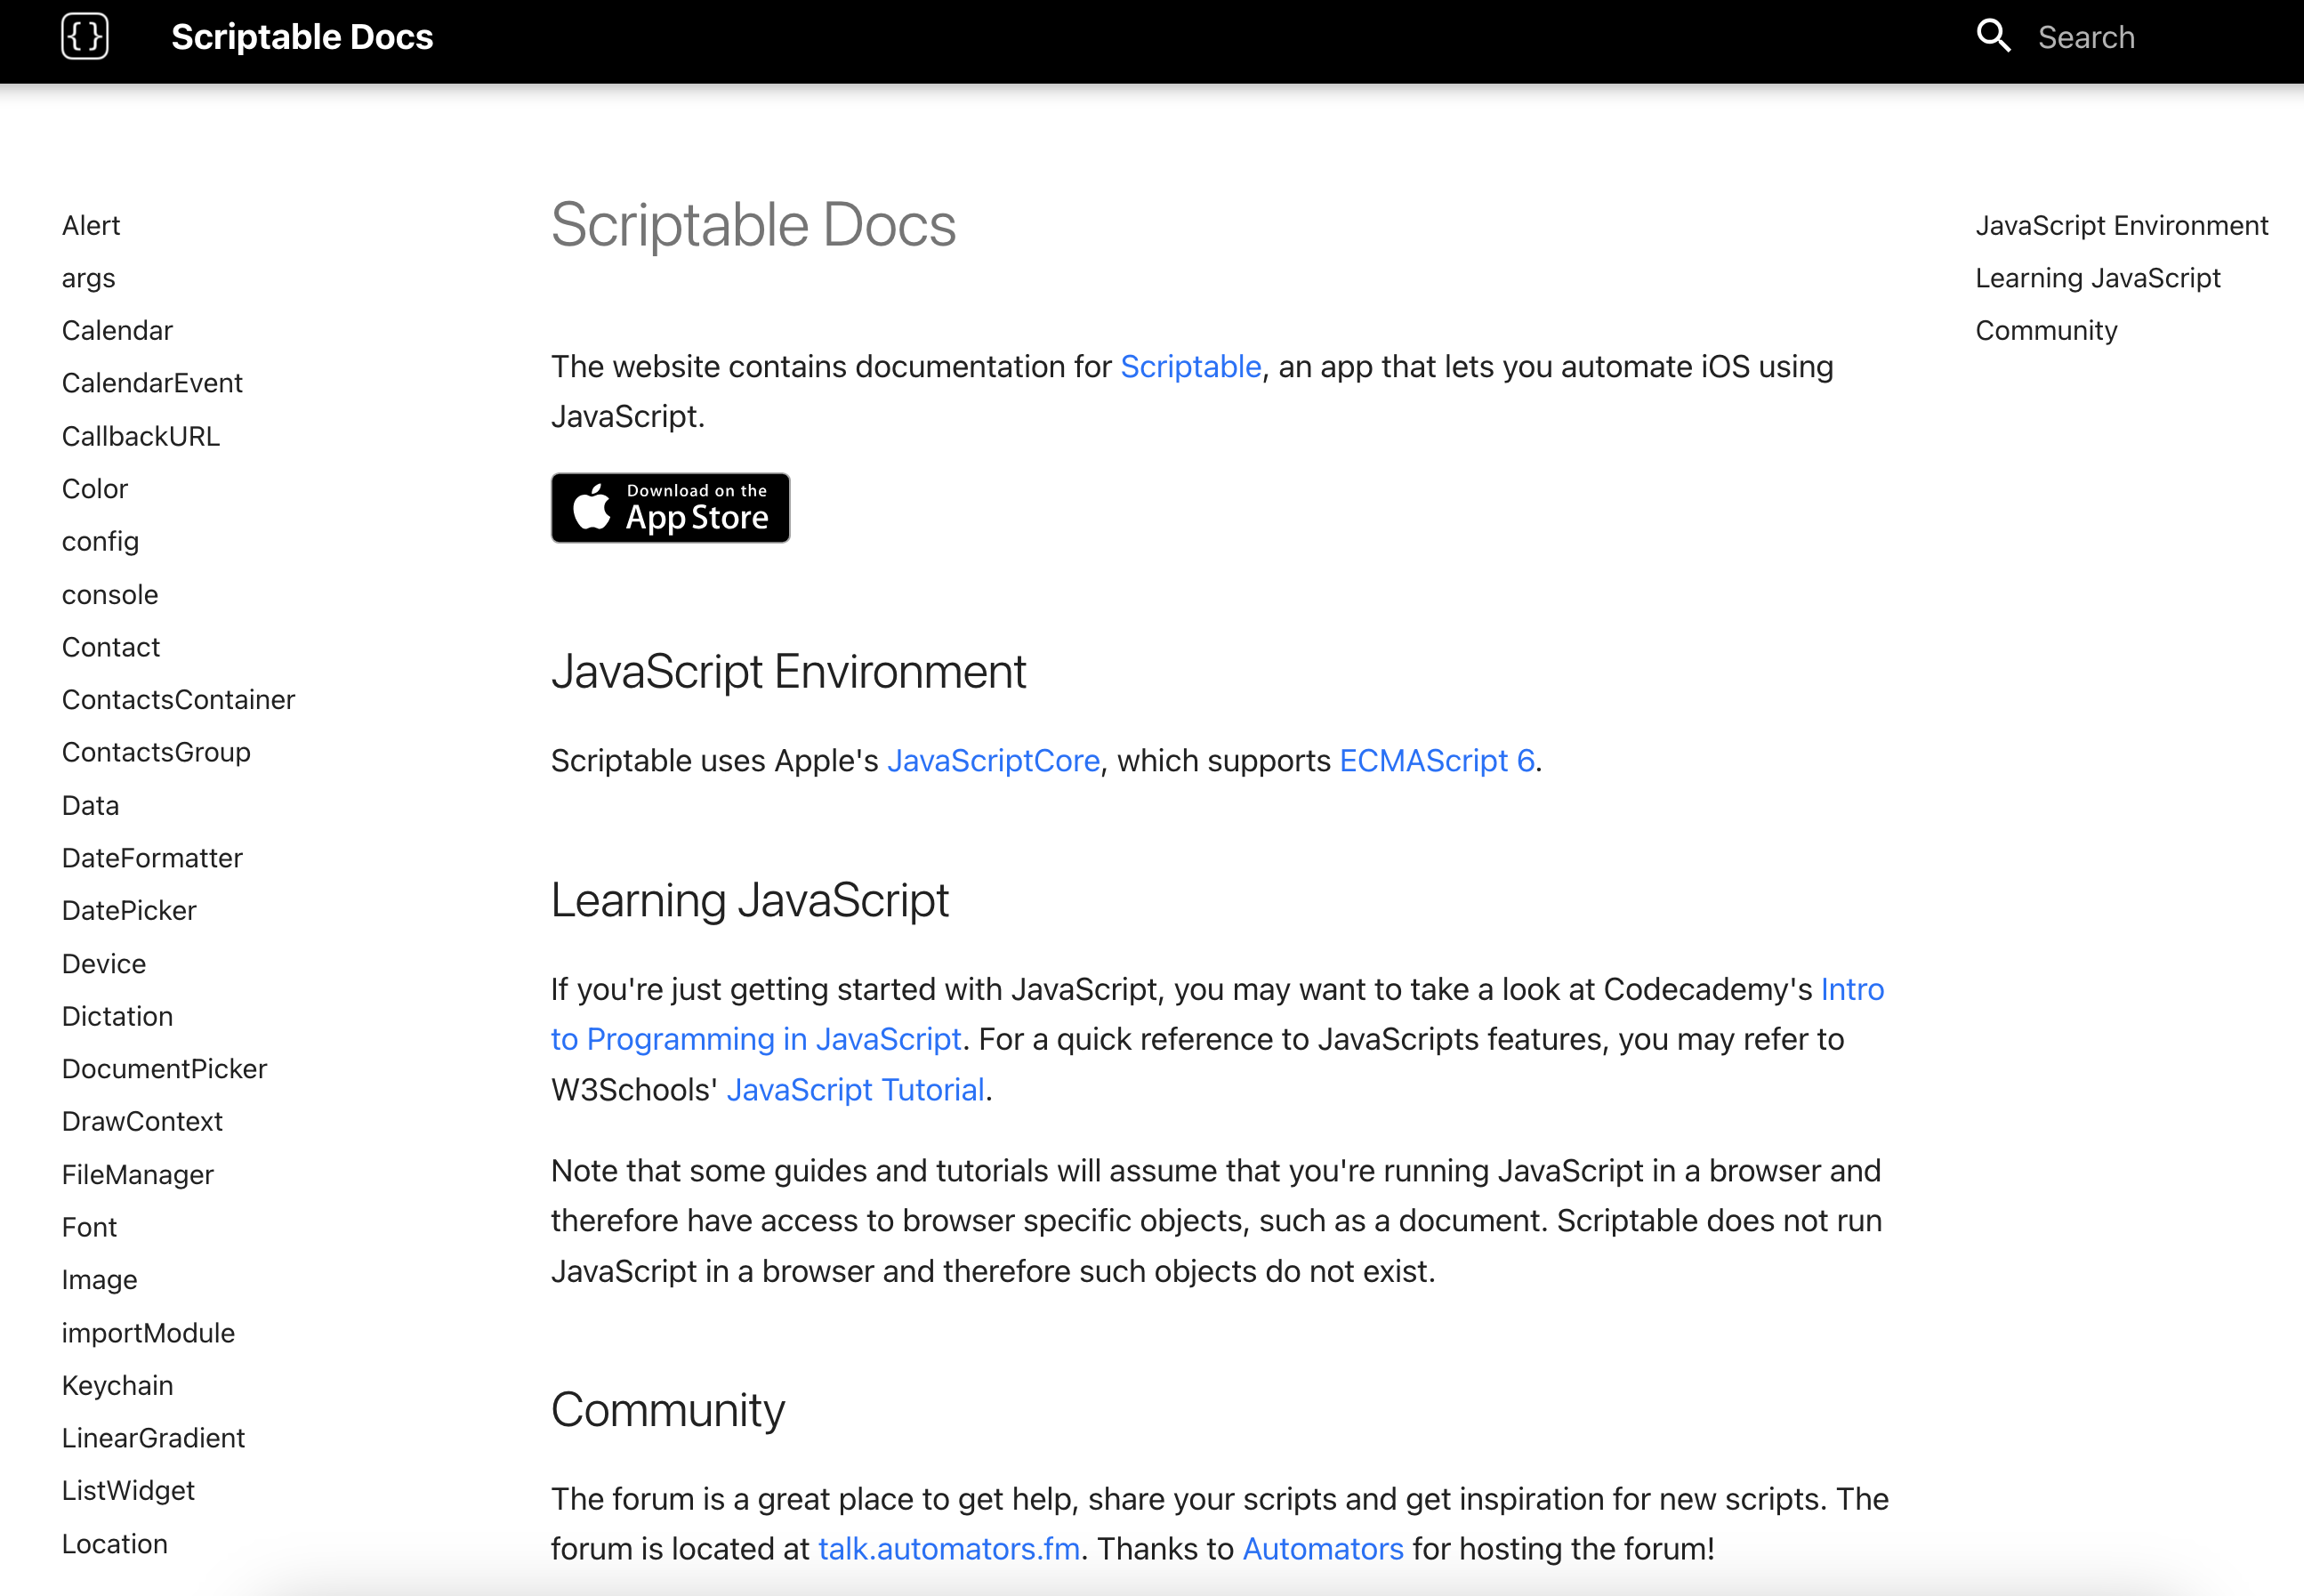 { }
Scriptable Docs
Search
Alert
args
Calendar
CalendarEvent
CallbackURL
Color
config
console
Contact
ContactsContainer
ContactsGroup
Data
DateFormatter
DatePicker
Device
Dictation
DocumentPicker
DrawContext
FileManager
Font
Image
importModule
Keychain
LinearGradient
ListWidget
Location
Scriptable Docs
The website contains documentation for Scriptable, an app that lets you automate iOS using
JavaScript.
Download on the
App Store
JavaScript Environment
Scriptable uses Apple's JavaScriptCore, which supports ECMAScript 6.
Learning JavaScript
If you're just getting started with JavaScript, you may want to take a look at Codecademy's Intro
to Programming in JavaScript. For a quick reference to JavaScripts features, you may refer to
W3Schools' JavaScript Tutorial.
Note that some guides and tutorials will assume that you're running JavaScript in a browser and
therefore have access to browser specific objects, such as a document. Scriptable does not run
JavaScript in a browser and therefore such objects do not exist.
Community
The forum is a great place to get help, share your scripts and get inspiration for new scripts. The
forum is located at talk.automators.fm. Thanks to Automators for hosting the forum!
JavaScript Environment
Learning JavaScript
Community